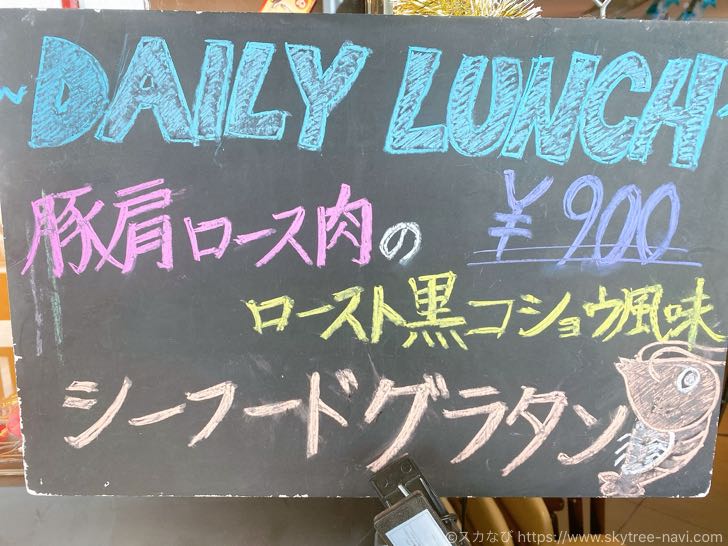 ~DAILY LUNCH~
豚肩ロース肉の ¥900
ロースト黒コショウ風味
シーフードグラタン
©スカなび https://www.skytree-navi.com/